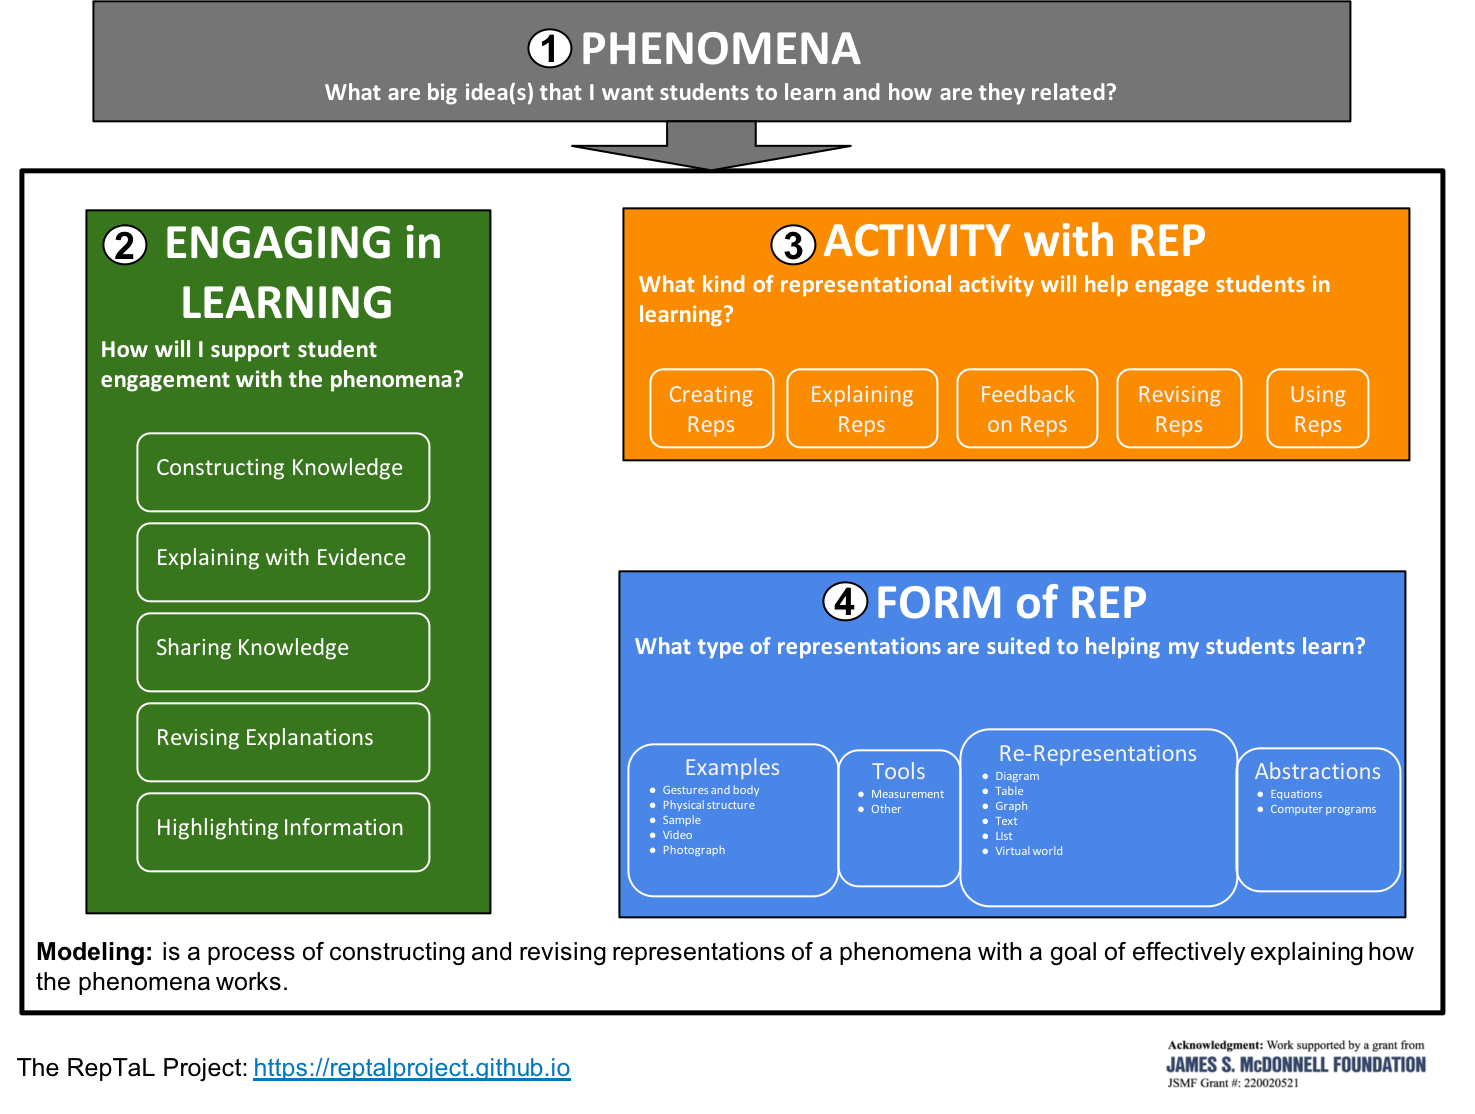 1 PHENOMENA
What are big idea(s) that I want students to learn and how are they related?
2 ENGAGING in
LEARNING
How will I support student
engagement with the phenomena?
Constructing Knowledge
Explaining with Evidence
Sharing Knowledge
Revising Explanations
Highlighting Information
3 ACTIVITY with REP
What kind of representational activity will help engage students in
learning?
Creating
Reps
Explaining
Reps
Feedback
on Reps
Revising
Reps
Using
Reps
4 FORM of REP
What type of representations are suited to helping my students learn?
Examples
● Gestures and body
● Physical structure
● Sample
● Video
● Photograph
Tools
● Measurement
● Other
Re-Representations
● Diagram
● Table
● Graph
● Text
● LIst
● Virtual world
Abstractions
● Equations
● Computer programs
Modeling: is a process of constructing and revising representations of a phenomena with a goal of effectively explaining how
the phenomena works.
The RepTaL Project: https://reptalproject.github.io
Acknowledgment: Work supported by a grant from
JAMES S. McDONNELL FOUNDATION
JSMF Grant #: 220020521